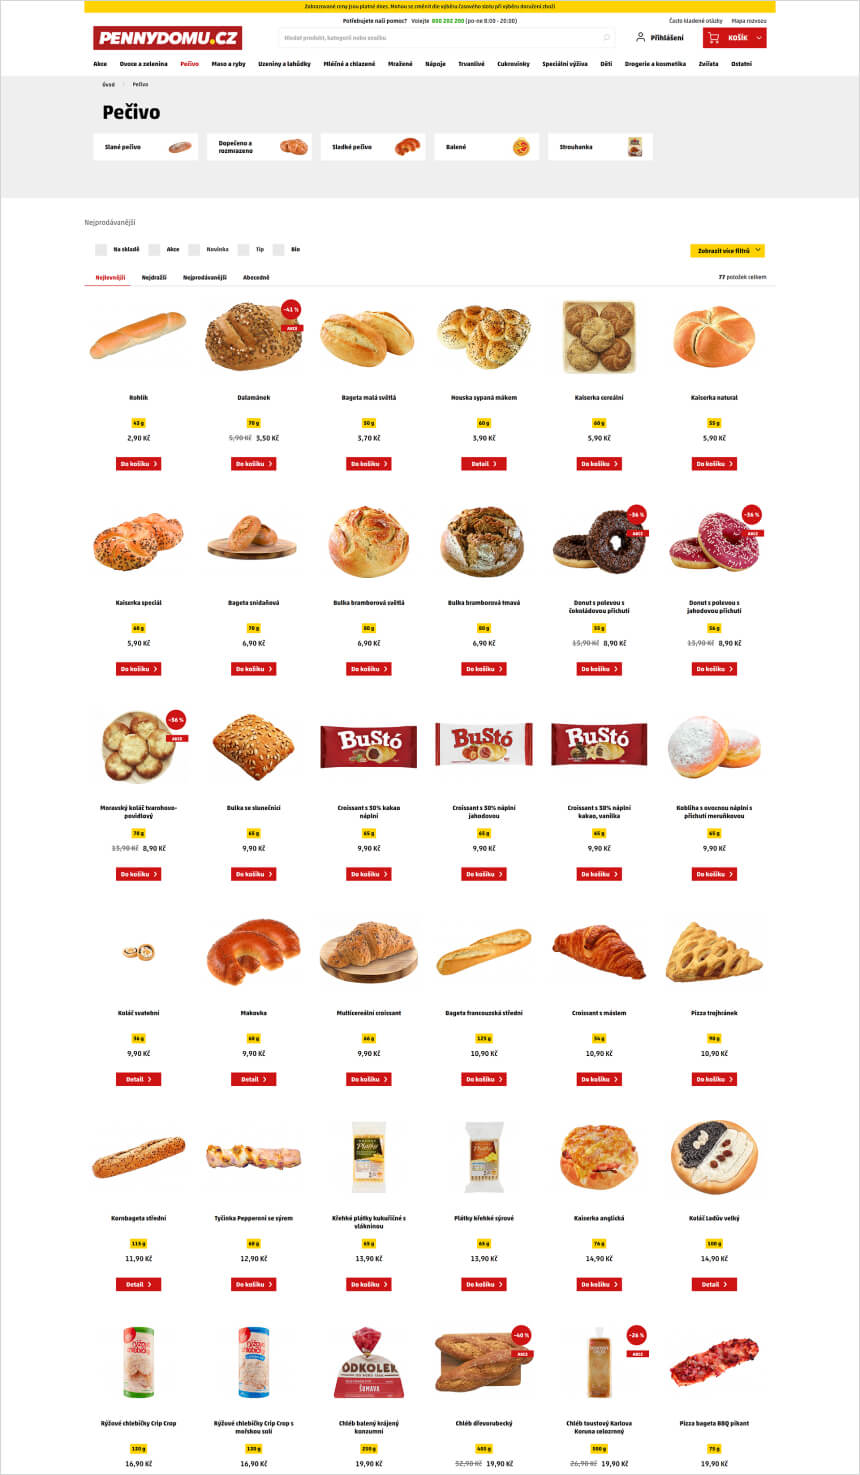 Zobrazované ceny jsou platné dnes. Mohou se změnit dle výběru časového slotu při výběru doručení zboží
Potřebujete naši pomoc? Volejte 800 202 200 (po-ne 8:00 - 20:00) Často kladené otázky Mapa rozvozu
PENNYDOMU.CZ
Hledat produkt, kategorii nebo značku
Přihlášení
KOŠÍK
Akce Ovoce a zelenina Pečivo Maso a ryby Uzeniny a lahůdky Mléčné a chlazené Mražené Nápoje Trvanlivé Cukrovinky Speciální výživa Děti Drogerie a kosmetika Zvířata Ostatní
Úvod Pečivo
Pečivo
Slané pečivo
Dopečeno a
rozmrazeno
Sladké pečivo
Balené
Strouhanka
Nejprodávanější
Na skladě Akce Novinka Tip Bio
Zobrazit více filtrů
Nejlevnější Nejdražší Nejprodávanější Abecedně
77 položek celkem
-41 %
AKCE
Rohlík Dalamánek Bageta malá světlá Houska sypaná mákem Kaiserka cereální Kaiserka natural
43 g 70 g 50 g 60 g 60 g 55 g
2,90 Kč 5,90 Kč 3,50 Kč 3,70 Kč 3,90 Kč 5,90 Kč 5,90 Kč
Do košíku Do košíku Do košíku Detail Do košíku Do košíku
-36 %
AKCE
-36 %
AKCE
Kaiserka speciál Bageta snídaňová Bulka bramborová světlá Bulka bramborová tmavá Donut s polevou s Donut s polevou s
čokoládovou příchutí jahodovou příchutí
60 g 70 g 80 g 80 g 55 g 56 g
5,90 Kč 6,90 Kč 6,90 Kč 6,90 Kč 13,90 Kč 8,90 Kč 13,90 Kč 8,90 Kč
Do košíku Do košíku Do košíku Do košíku Do košíku Do košíku
-36 %
AKCE
BuStó
BuStó
BuStó
Moravský koláč tvarohovo- Bulka se slunečnicí Croissant s 30% kakao Croissant s 30% náplní Croissant s 30% náplní Kobliha s ovocnou náplní s
povidlový náplní jahodovou kakao, vanilka příchutí meruňkovou
70 g 65 g 65 g 65 g 65 g 65 g
13,90 Kč 8,90 Kč 9,90 Kč 9,90 Kč 9,90 Kč 9,90 Kč 9,90 Kč
Do košíku Do košíku Do košíku Do košíku Do košíku Do košíku
Koláč svatební Makovka Multicereální croissant Bageta francouzská střední Croissant s máslem Pizza trojhránek
36 g 68 g 66 g 125 g 54 g 90 g
9,90 Kč 9,90 Kč 9,90 Kč 10,90 Kč 10,90 Kč 10,90 Kč
Detail Detail Do košíku Do košíku Do košíku Do košíku
Plátky
Plátky
Kornbageta střední Tyčinka Pepperoni se sýrem Křehké plátky kukuřičné s Plátky křehké sýrové Kaiserka anglická Koláč Ladův velký
vlákninou
115 g 60 g 65 g 65 g 76 g 100 g
11,90 Kč 12,90 Kč 13,90 Kč 13,90 Kč 14,90 Kč 14,90 Kč
Detail Do košíku Do košíku Do košíku Do košíku Detail
rýžové
chlebíčky
rýžové
chlebíčky
ODKOLEK
ŠUMAVA
-40 %
AKCE
-26 %
AKCE
Rýžové chlebíčky Crip Crop Rýžové chlebíčky Crip Crop s Chléb balený krájený Chléb dřevorubecký Chléb toustový Karlova Pizza bageta BBQ pikant
mořskou solí konzumní Koruna celozrnný
120 g 120 g 250 g 405 g 500 g 75 g
16,90 Kč 16,90 Kč 19,90 Kč 32,90 Kč 19,90 Kč 26,90 Kč 19,90 Kč 19,90 Kč